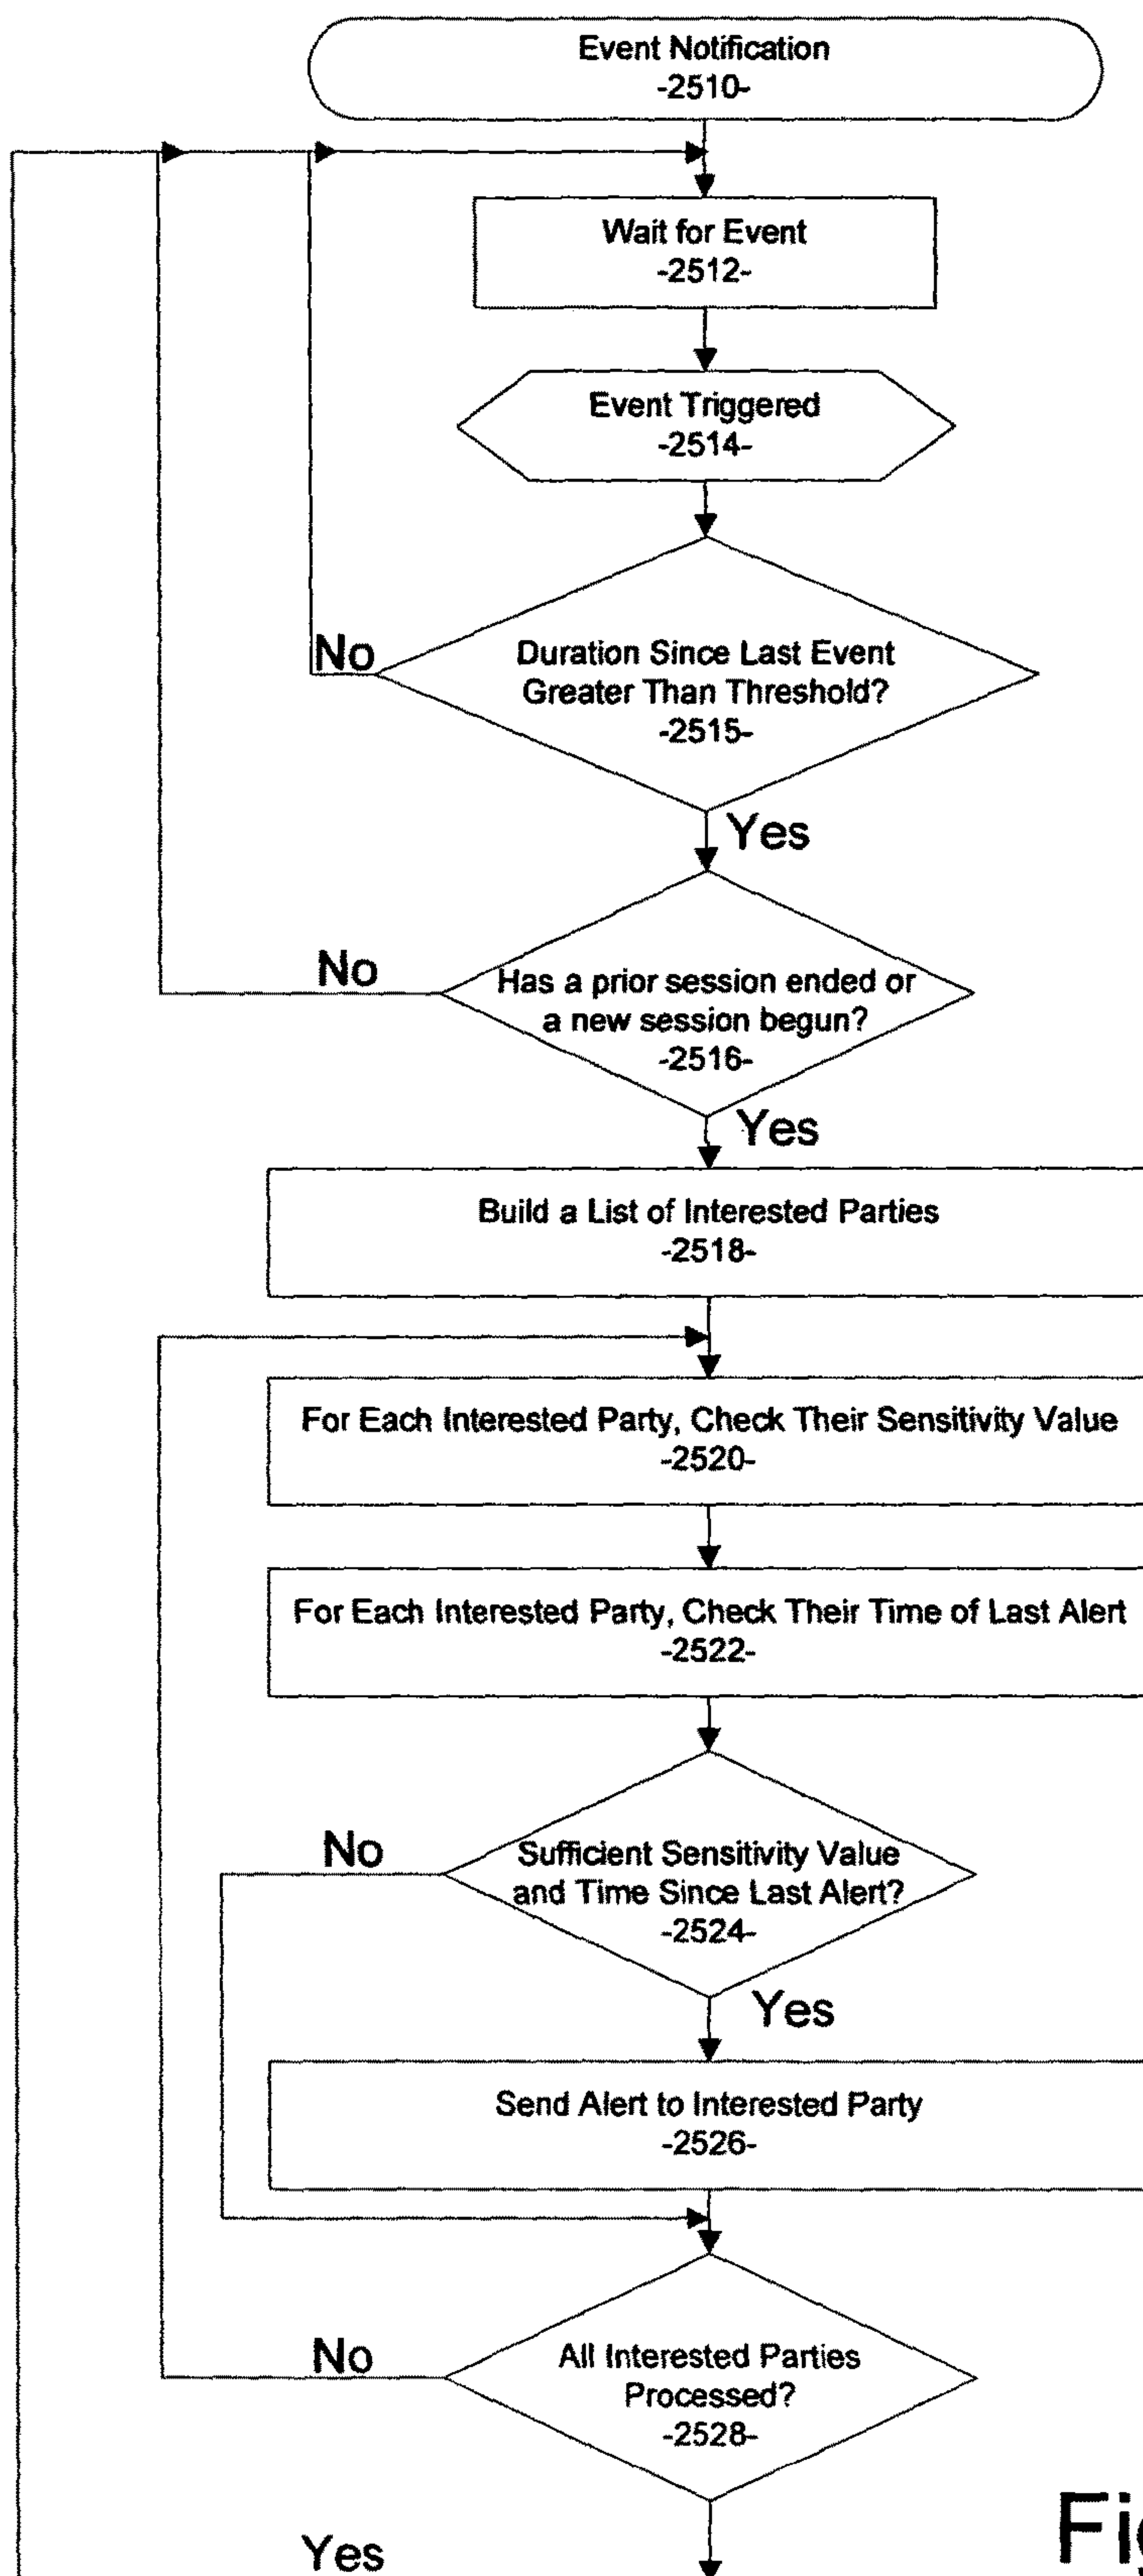 Event Notification
-2510-
Wait for Event
-2512-
Event Triggered
-2514-
No
Duration Since Last Event
Greater Than Threshold?
-2515-
Yes
No
Has a prior session ended or
a new session begun?
-2516-
Yes
Build a List of Interested Parties
-2518-
For Each Interested Party, Check Their Sensitivity Value
-2520-
For Each Interested Party, Check Their Time of Last Alert
-2522-
No
Sufficient Sensitivity Value
and Time Since Last Alert?
-2524-
Yes
Send Alert to Interested Party
-2526-
No
All Interested Parties
Processed?
-2528-
Yes